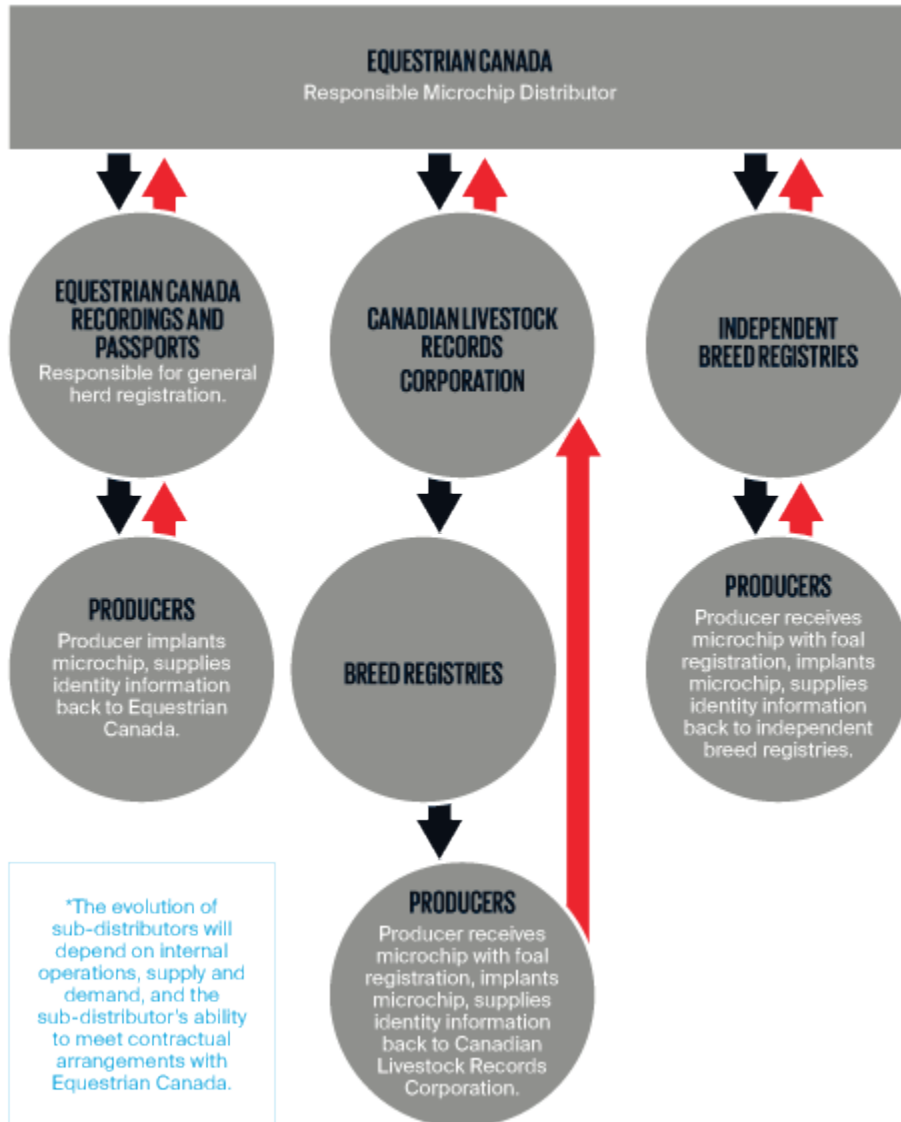 EQUESTRIAN CANADA
Responsible Microchip Distributor
EQUESTRIAN CANADA
RECORDINGS AND
PASSPORTS
Responsible for general
herd registration.
CANADIAN LIVESTOCK
RECORDS
CORPORATION
INDEPENDENT
BREED REGISTRIES
PRODUCERS
Producer implants
microchip, supplies
identity information
back to Equestrian
Canada.
BREED REGISTRIES
PRODUCERS
Producer receives
microchip with foal
registration, implants
microchip, supplies
identity information
back to independent
breed registries.
*The evolution of
sub-distributors will
depend on internal
operations, supply and
demand, and the
sub-distributor's ability
to meet contractual
arrangements with
Equestrian Canada.
PRODUCERS
Producer receives
microchip with foal
registration, implants
microchip, supplies
identity information
back to Canadian
Livestock Records
Corporation.